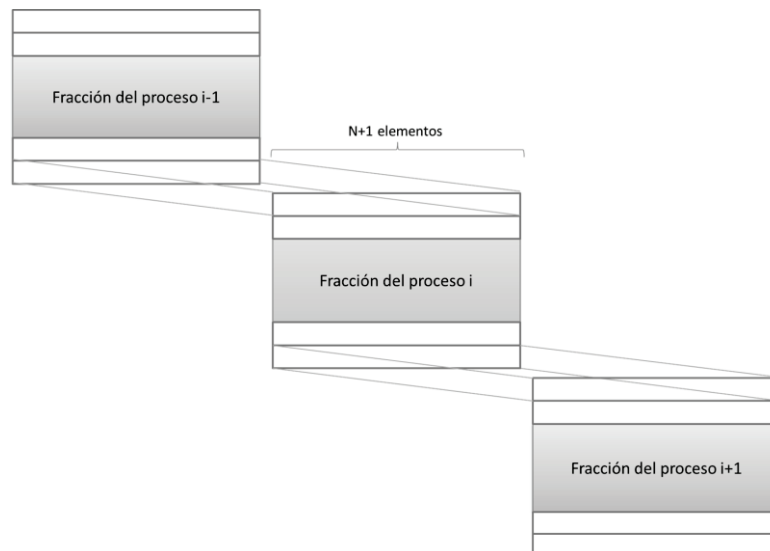 Fracción del proceso i-1
N+1 elementos
Fracción del proceso i
Fracción del proceso i+1